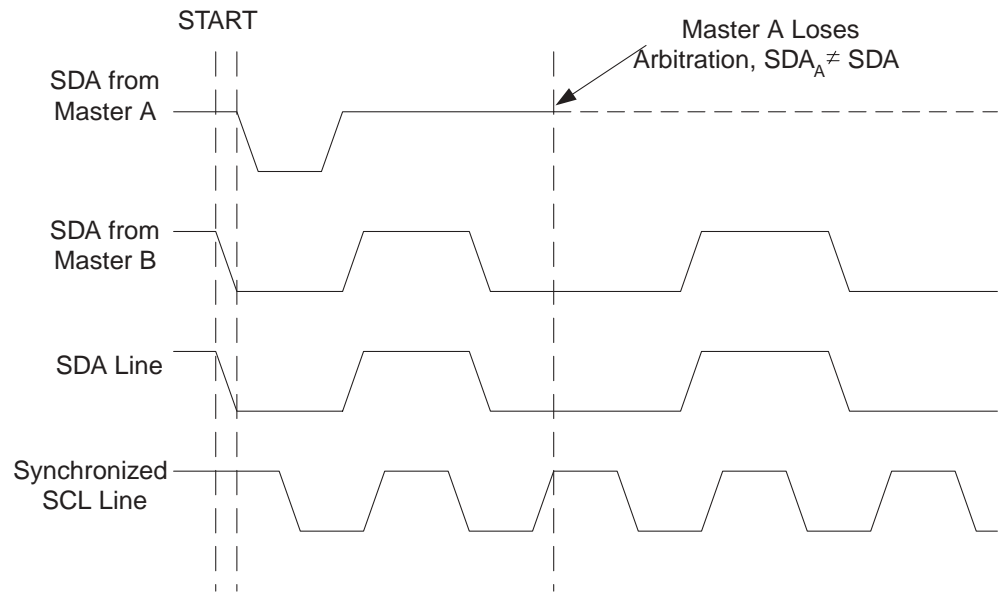 START
Master A Loses
Arbitration, SDA_A ≠ SDA
SDA from
Master A
SDA from
Master B
SDA Line
Synchronized
SCL Line